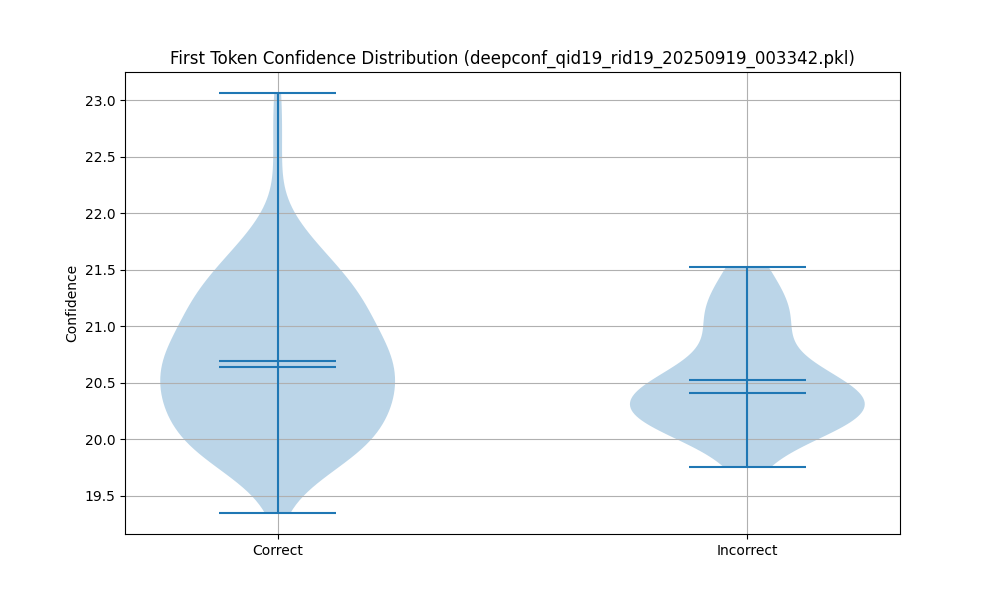 First Token Confidence Distribution (deepconf_qid19_rid19_20250919_003342.pkl)
Confidence
23.0
22.5
22.0
21.5
21.0
20.5
20.0
19.5
Correct
Incorrect